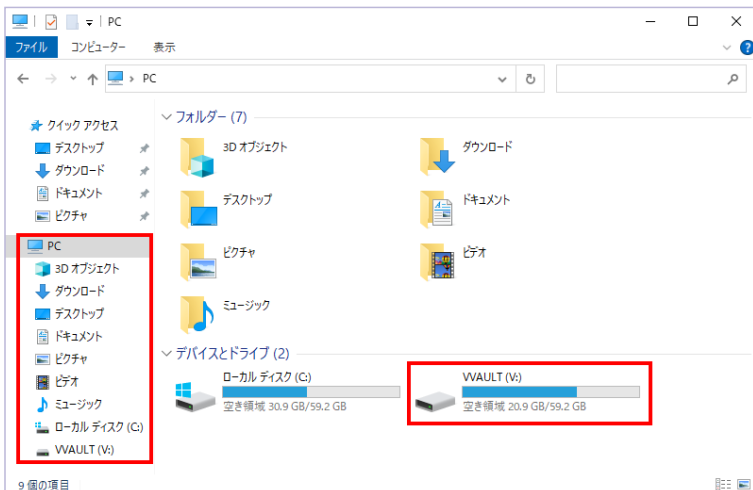 PC
ファイル コンピューター 表示
PC
クイック アクセス
デスクトップ
ダウンロード
ドキュメント
ピクチャ
PC
3D オブジェクト
ダウンロード
デスクトップ
ドキュメント
ピクチャ
ビデオ
ミュージック
ローカル ディスク (C:)
VVAULT (V:)
フォルダー (7)
3D オブジェクト
ダウンロード
デスクトップ
ドキュメント
ピクチャ
ビデオ
ミュージック
デバイスとドライブ (2)
ローカル ディスク (C:)
空き領域 30.9 GB/59.2 GB
VVAULT (V:)
空き領域 20.9 GB/59.2 GB
9 個の項目